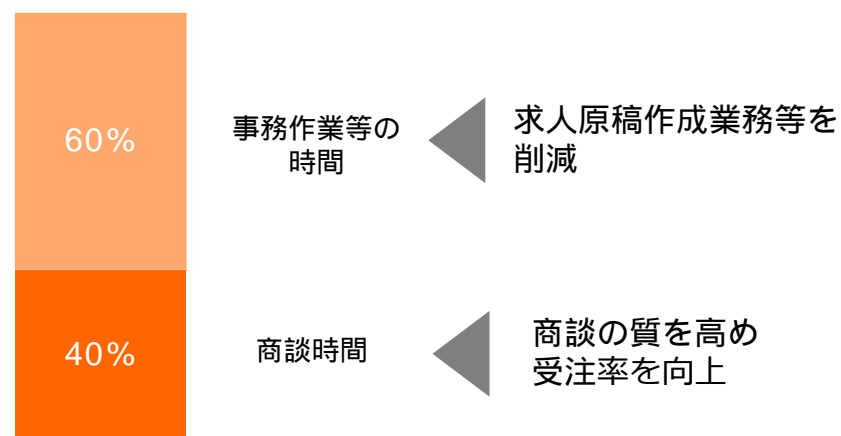 60%
事務作業等の
時間
求人原稿作成業務等を
削減
40%
商談時間
商談の質を高め
受注率を向上